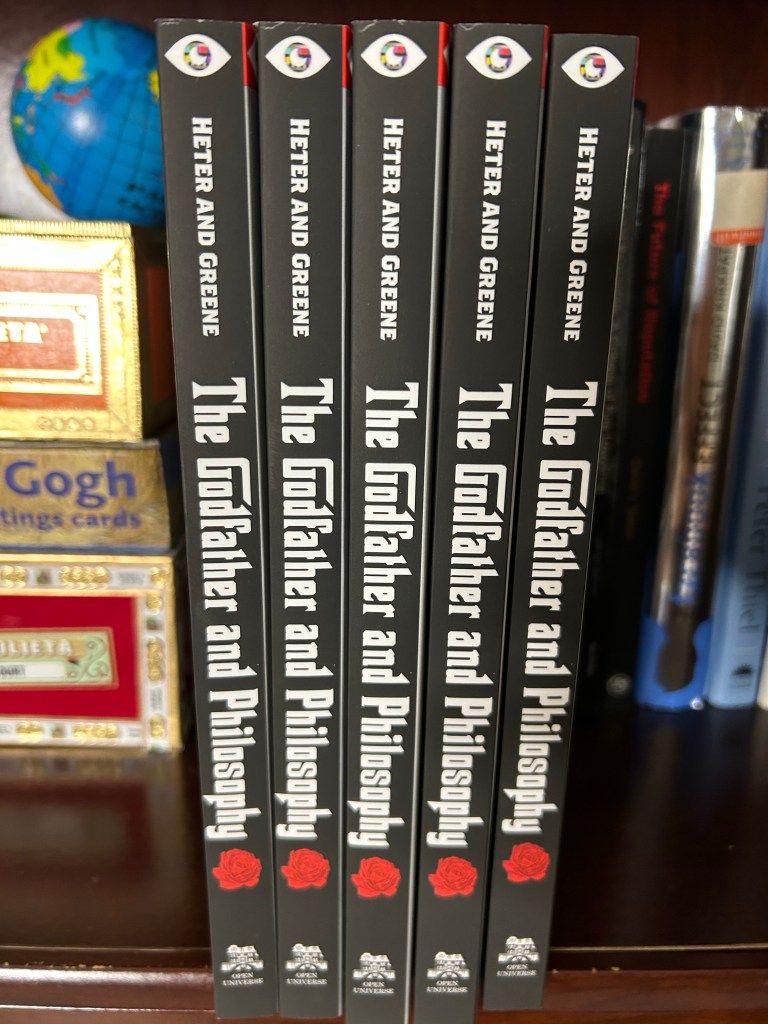 HETER AND GREENE
The Godfather and Philosophy
OPEN
UNIVERSE
HETER AND GREENE
The Godfather and Philosophy
OPEN
UNIVERSE
HETER AND GREENE
The Godfather and Philosophy
OPEN
UNIVERSE
HETER AND GREENE
The Godfather and Philosophy
OPEN
UNIVERSE
HETER AND GREENE
The Godfather and Philosophy
OPEN
UNIVERSE
Gogh
tings cards
Peter Thiel